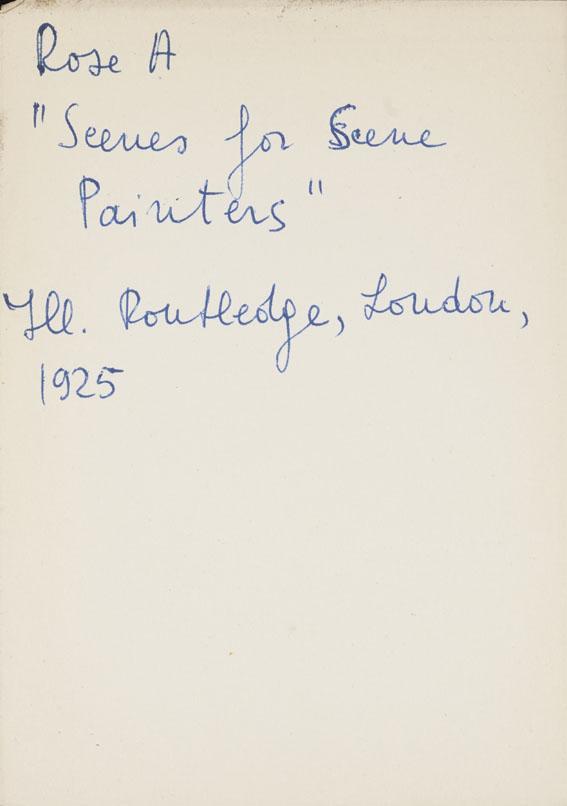 Rose A
"Scenes for Scene
Painters"
Ill. Routledge, London,
1925